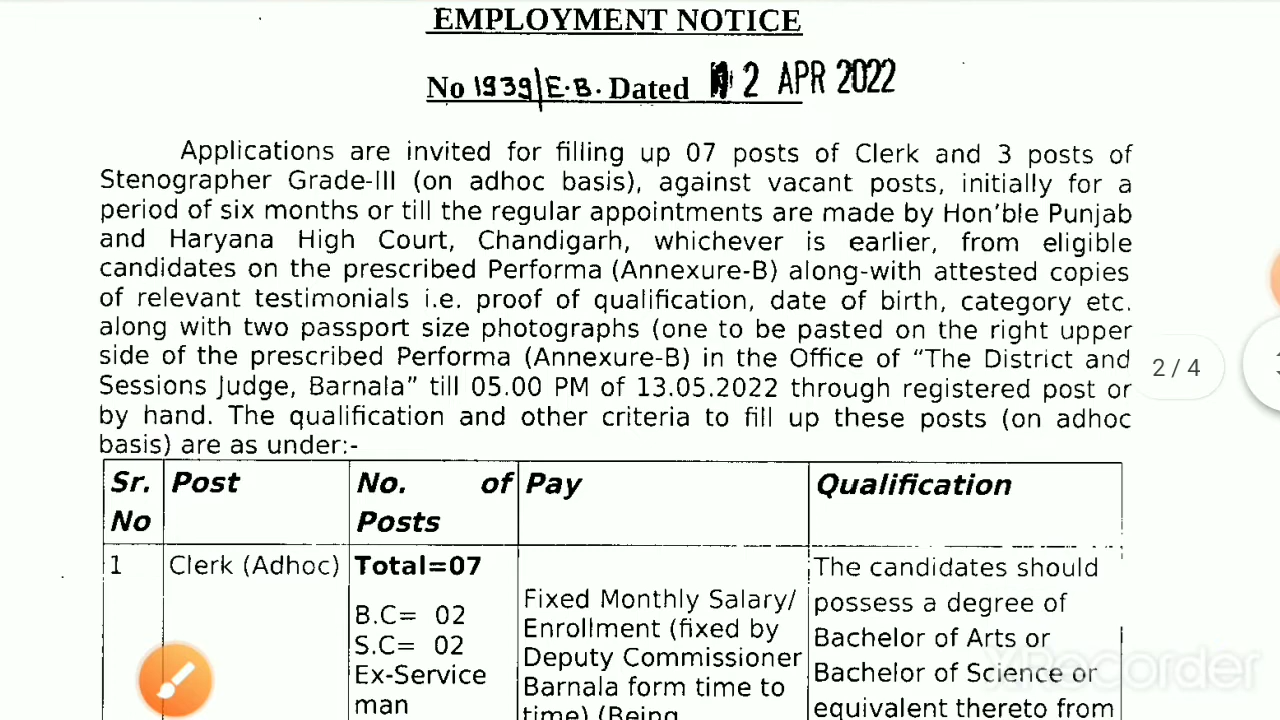 EMPLOYMENT NOTICE
No 1939/E.B. Dated 2 APR 2022
Applications are invited for filling up 07 posts of Clerk and 3 posts of
Stenographer Grade-III (on adhoc basis), against vacant posts, initially for a
period of six months or till the regular appointments are made by Hon'ble Punjab
and Haryana High Court, Chandigarh, whichever is earlier, from eligible
candidates on the prescribed Performa (Annexure-B) along-with attested copies
of relevant testimonials i.e. proof of qualification, date of birth, category etc.
along with two passport size photographs (one to be pasted on the right upper
side of the prescribed Performa (Annexure-B) in the Office of “The District and
Sessions Judge, Barnala” till 05.00 PM of 13.05.2022 through registered post or
by hand. The qualification and other criteria to fill up these posts (on adhoc
basis) are as under:-
2 / 4
Sr. No
Post
No. of Posts
Pay
Qualification
1
Clerk (Adhoc)
Total=07
B.C= 02
S.C= 02
Ex-Service
man
Fixed Monthly Salary/
Enrollment (fixed by
Deputy Commissioner
Barnala form time to
time) (Being
The candidates should
possess a degree of
Bachelor of Arts or
Bachelor of Science or
equivalent thereto from
XRecorder